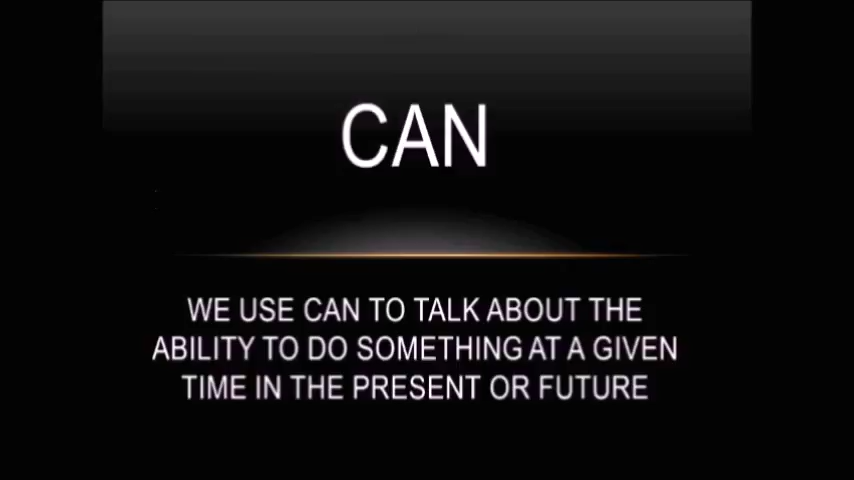 CAN
WE USE CAN TO TALK ABOUT THE
ABILITY TO DO SOMETHING AT A GIVEN
TIME IN THE PRESENT OR FUTURE